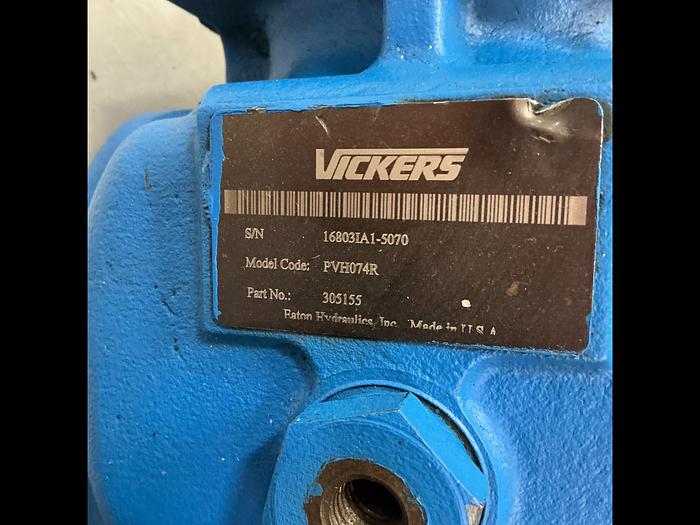 VICKERS
S/N 16803IA1-5070
Model Code: PVH074R
Part No.: 305155
Eaton Hydraulics, Inc. Made in U.S.A.